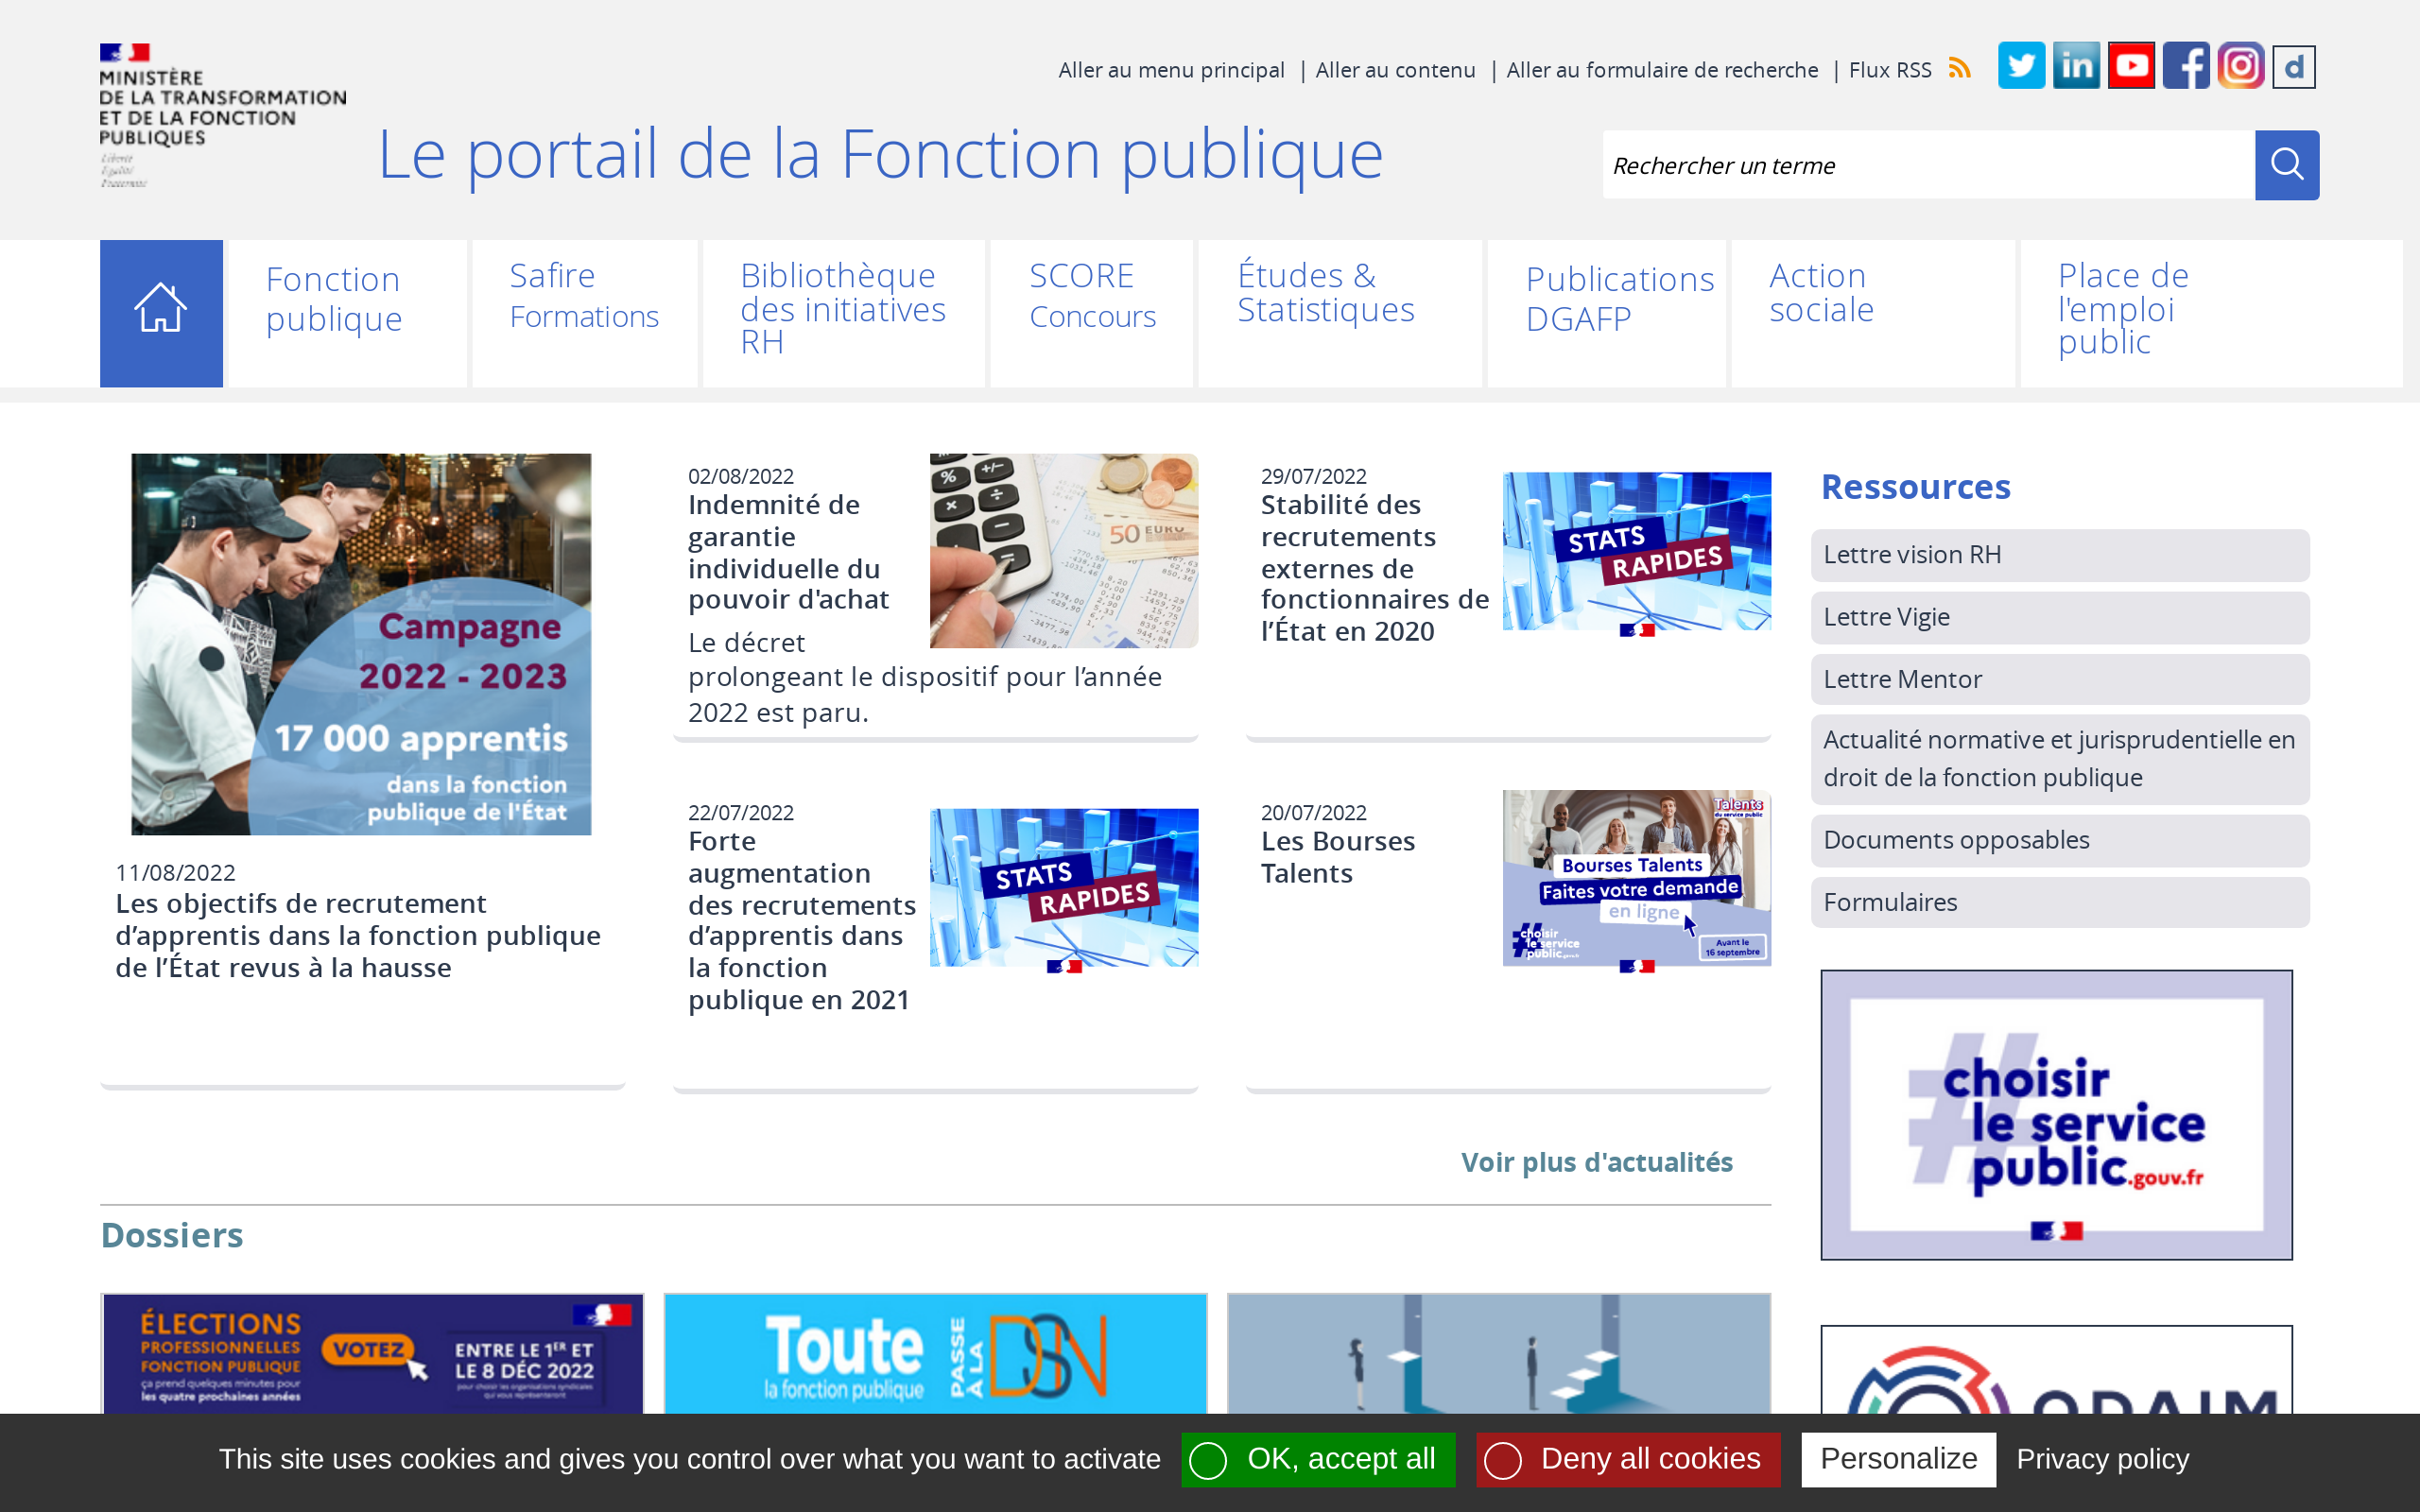 MINISTÈRE
DE LA TRANSFORMATION
ET DE LA FONCTION
PUBLIQUES
Liberté
Égalité
Fraternité
Aller au menu principal | Aller au contenu | Aller au formulaire de recherche | Flux RSS
Le portail de la Fonction publique
Rechercher un terme
Fonction
publique
Safire
Formations
Bibliothèque
des initiatives
RH
SCORE
Concours
Études &
Statistiques
Publications
DGAFP
Action
sociale
Place de
l'emploi
public
Campagne
2022 - 2023
17 000 apprentis
dans la fonction
publique de l'État
11/08/2022
Les objectifs de recrutement
d’apprentis dans la fonction publique
de l’État revus à la hausse
02/08/2022
Indemnité de
garantie
individuelle du
pouvoir d'achat
Le décret
prolongeant le dispositif pour l’année
2022 est paru.
50 EURO
29/07/2022
Stabilité des
recrutements
externes de
fonctionnaires de
l’État en 2020
STATS
RAPIDES
22/07/2022
Forte
augmentation
des recrutements
d’apprentis dans
la fonction
publique en 2021
STATS
RAPIDES
20/07/2022
Les Bourses
Talents
Talents
du service public
Bourses Talents
Faites votre demande
en ligne
choisir
le service
public.gouv.fr
Avant le
16 septembre
Voir plus d'actualités
Ressources
Lettre vision RH
Lettre Vigie
Lettre Mentor
Actualité normative et jurisprudentielle en
droit de la fonction publique
Documents opposables
Formulaires
#choisir
le service
public.gouv.fr
Dossiers
ÉLECTIONS
PROFESSIONNELLES
FONCTION PUBLIQUE
ça prend quelques minutes pour
les quatre prochaines années
VOTEZ
ENTRE LE 1ER ET
LE 8 DÉC 2022
pour choisir les organisations syndicales
qui vous représenteront
Toute
la fonction publique
PASSE
À LA
DSN
This site uses cookies and gives you control over what you want to activate
OK, accept all
Deny all cookies
Personalize
Privacy policy